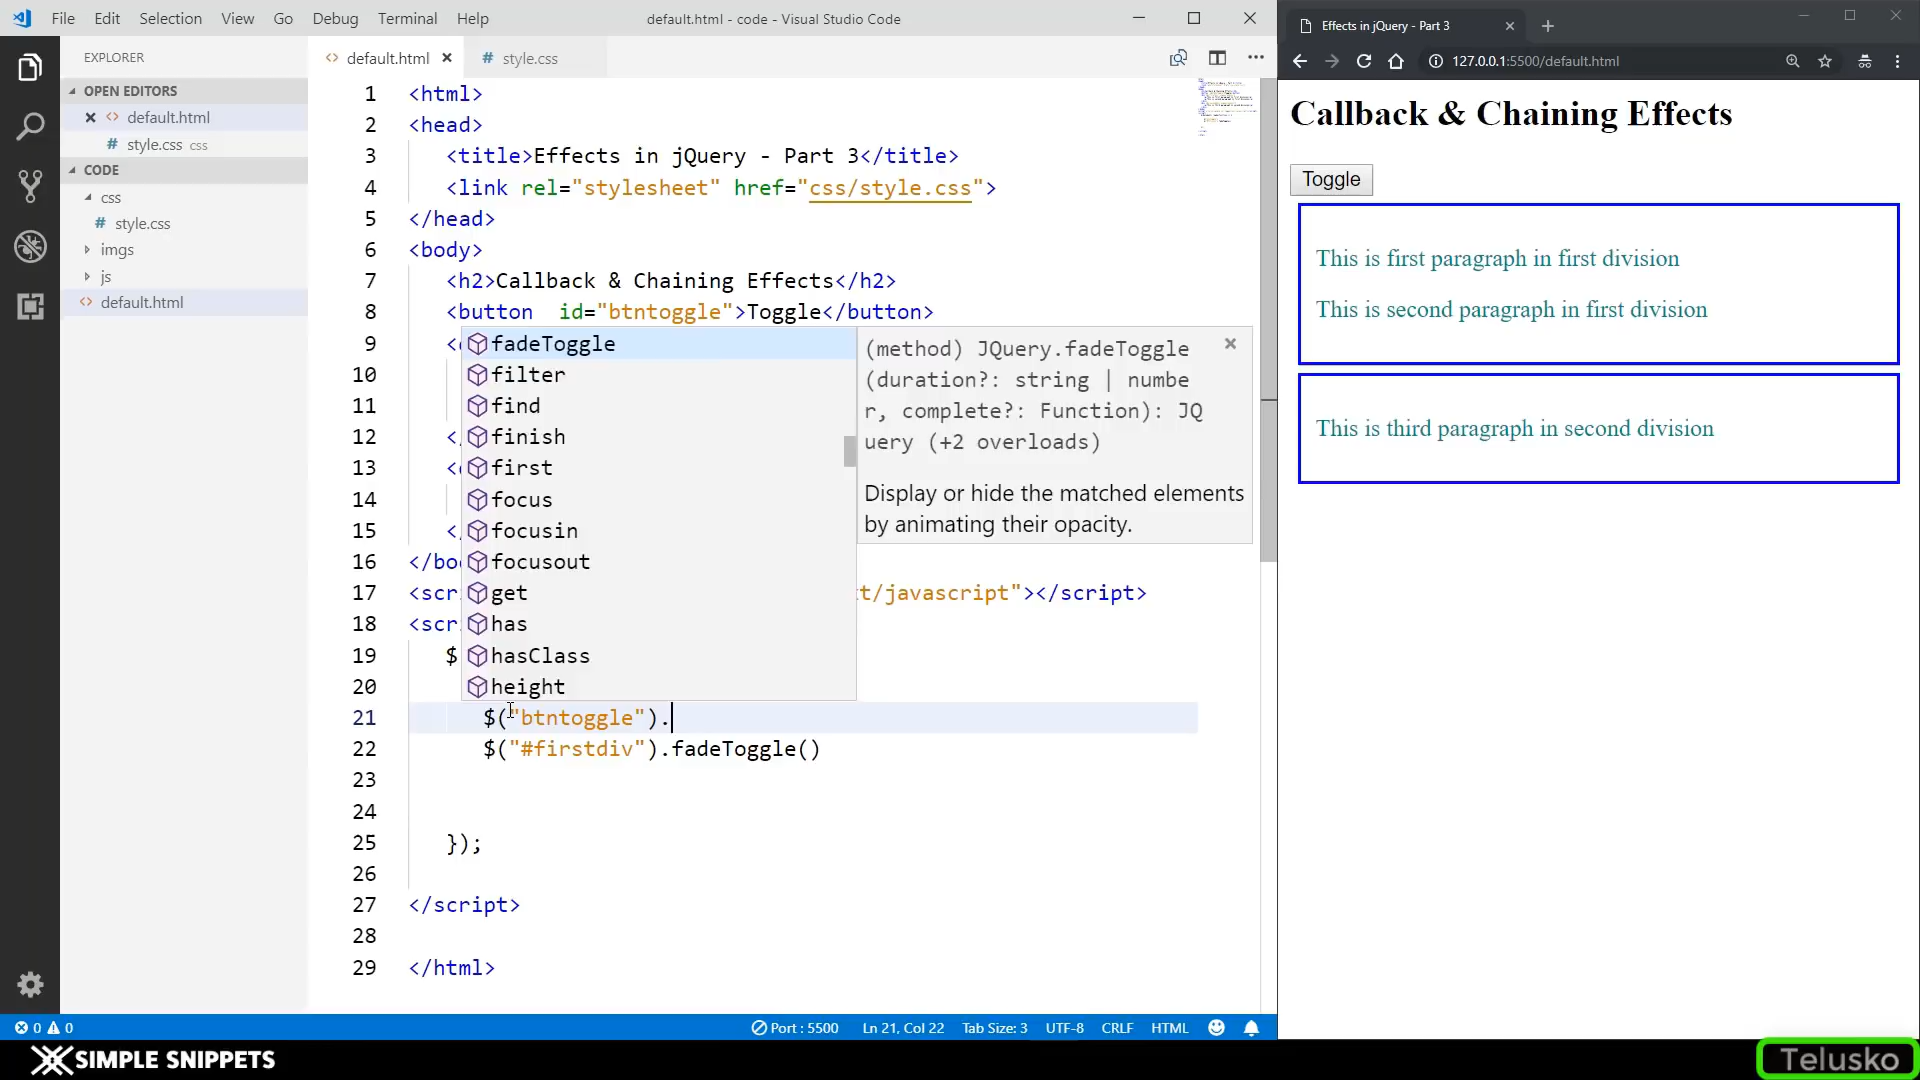 File Edit Selection View Go Debug Terminal Help
default.html - code - Visual Studio Code
EXPLORER
OPEN EDITORS
default.html
style.css css
CODE
css
style.css
imgs
js
default.html
default.html
style.css
1 <html>
2 <head>
3 <title>Effects in jQuery - Part 3</title>
4 <link rel="stylesheet" href="css/style.css">
5 </head>
6 <body>
7 <h2>Callback & Chaining Effects</h2>
8 <button id="btntoggle">Toggle</button>
9 <
10
11
12 </
13 <
14
15 </
16 </bo
17 <scr t/javascript"></script>
18 <scr
19 $
20
21 $("btntoggle").
22 $("#firstdiv").fadeToggle()
23
24
25 });
26
27 </script>
28
29 </html>
fadeToggle
filter
find
finish
first
focus
focusin
focusout
get
has
hasClass
height
(method) JQuery.fadeToggle
(duration?: string | numbe
r, complete?: Function): JQ
uery (+2 overloads)
Display or hide the matched elements
by animating their opacity.
0 0
Port : 5500 Ln 21, Col 22 Tab Size: 3 UTF-8 CRLF HTML
Effects in jQuery - Part 3
127.0.0.1:5500/default.html
Callback & Chaining Effects
Toggle
This is first paragraph in first division
This is second paragraph in first division
This is third paragraph in second division
SIMPLE SNIPPETS
Telusko